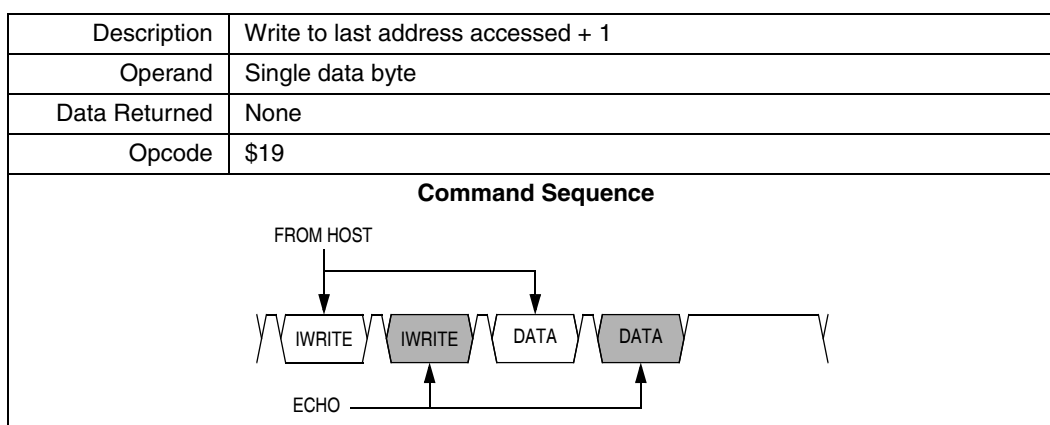 Description Write to last address accessed + 1
Operand Single data byte
Data Returned None
Opcode $19
Command Sequence
FROM HOST
IWRITE IWRITE DATA DATA
ECHO